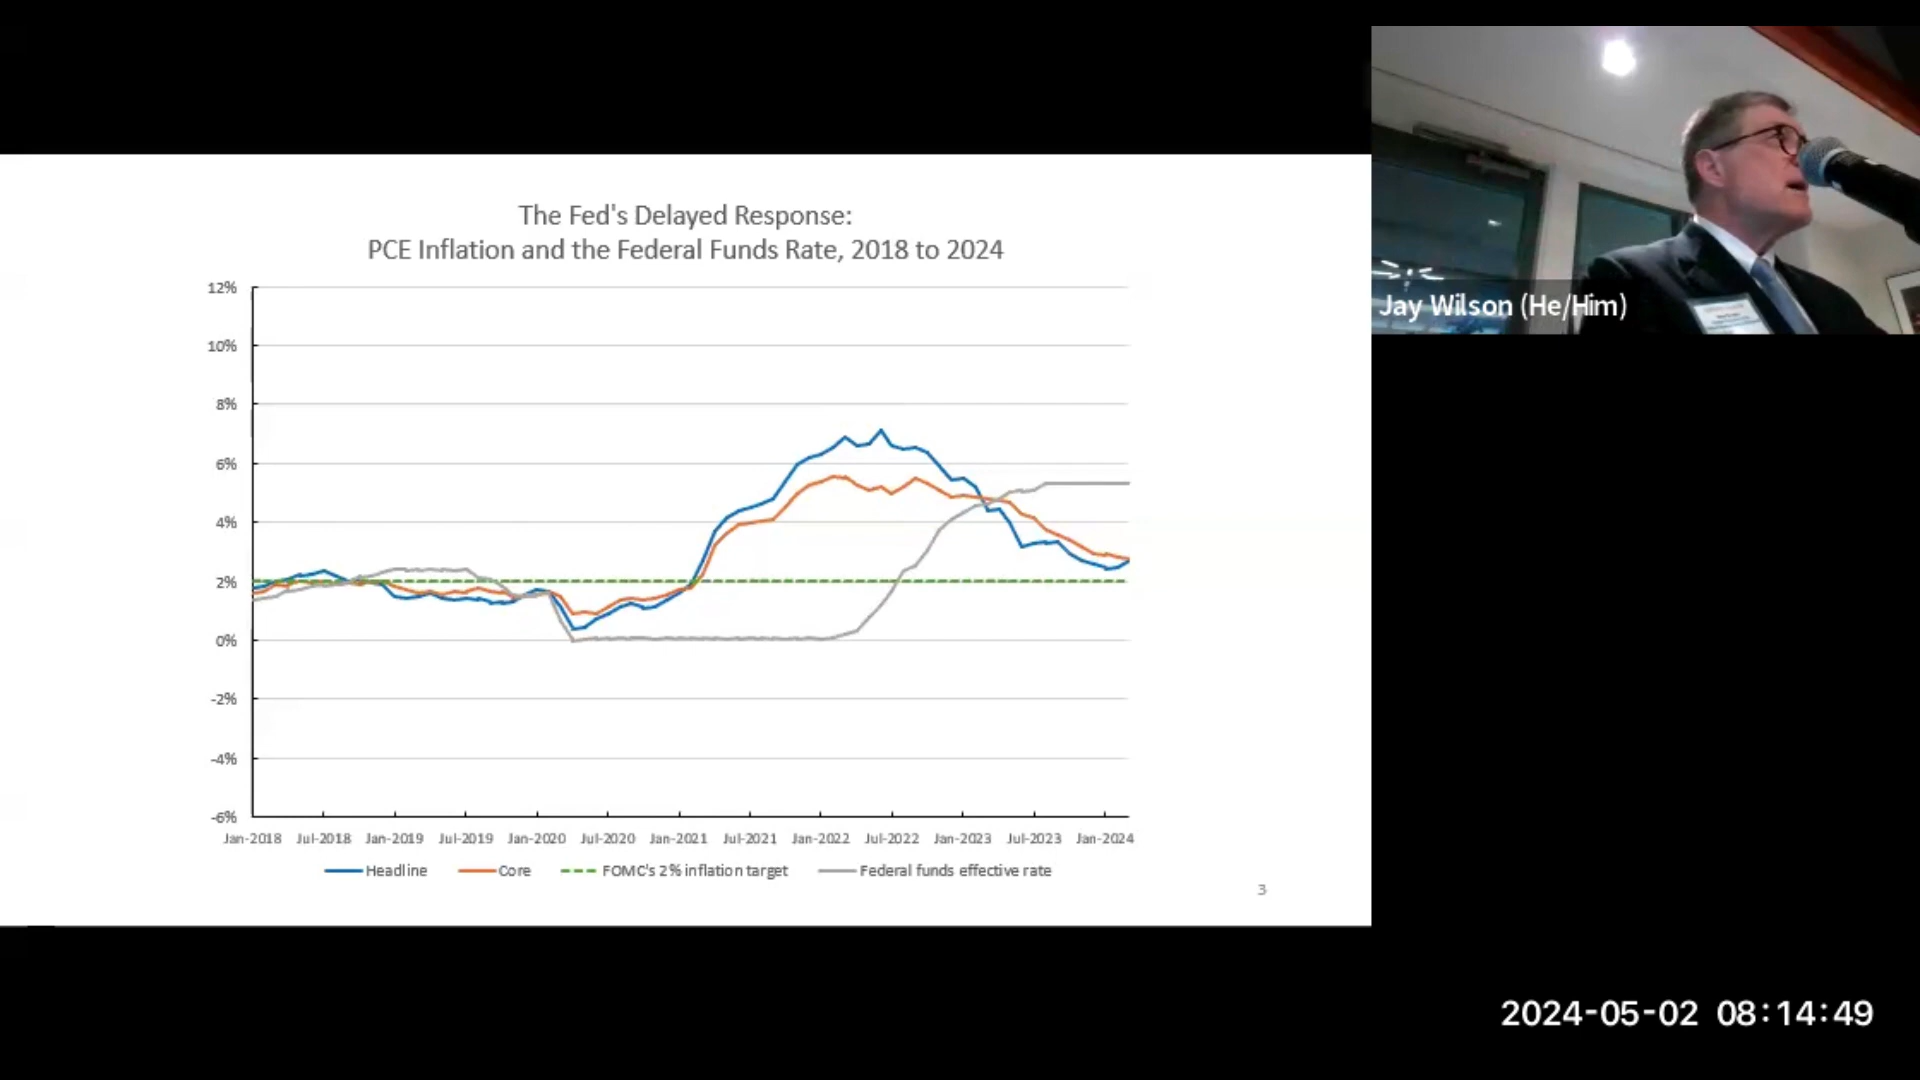 The Fed's Delayed Response:
PCE Inflation and the Federal Funds Rate, 2018 to 2024
12%
10%
8%
6%
4%
2%
0%
-2%
-4%
-6%
Jan-2018 Jul-2018 Jan-2019 Jul-2019 Jan-2020 Jul-2020 Jan-2021 Jul-2021 Jan-2022 Jul-2022 Jan-2023 Jul-2023 Jan-2024
Headline Core FOMC's 2% inflation target Federal funds effective rate
3
Jay Wilson (He/Him)
2024-05-02 08:14:49